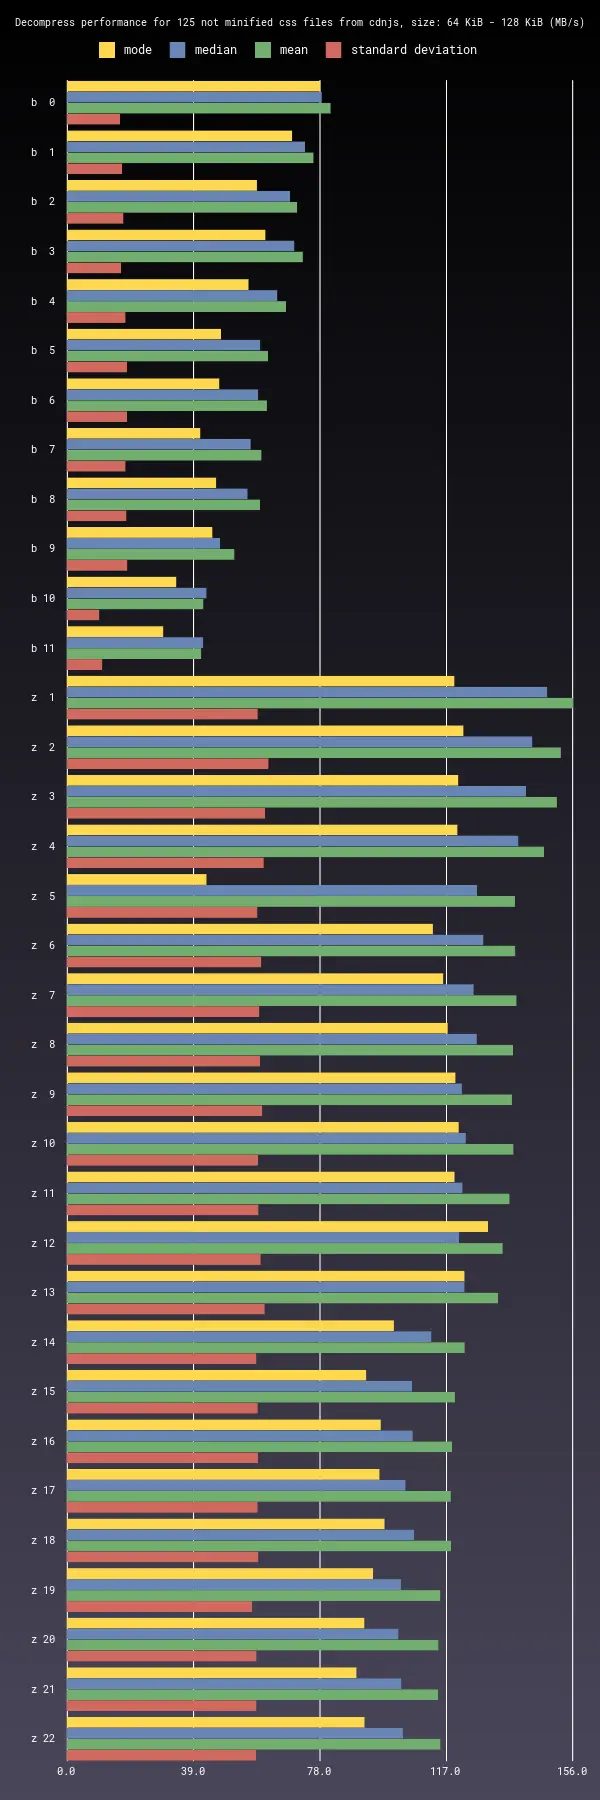 Decompress performance for 125 not minified css files from cdnjs, size: 64 KiB - 128 KiB (MB/s)
mode median mean standard deviation
b 0
b 1
b 2
b 3
b 4
b 5
b 6
b 7
b 8
b 9
b 10
b 11
z 1
z 2
z 3
z 4
z 5
z 6
z 7
z 8
z 9
z 10
z 11
z 12
z 13
z 14
z 15
z 16
z 17
z 18
z 19
z 20
z 21
z 22
0.0 39.0 78.0 117.0 156.0